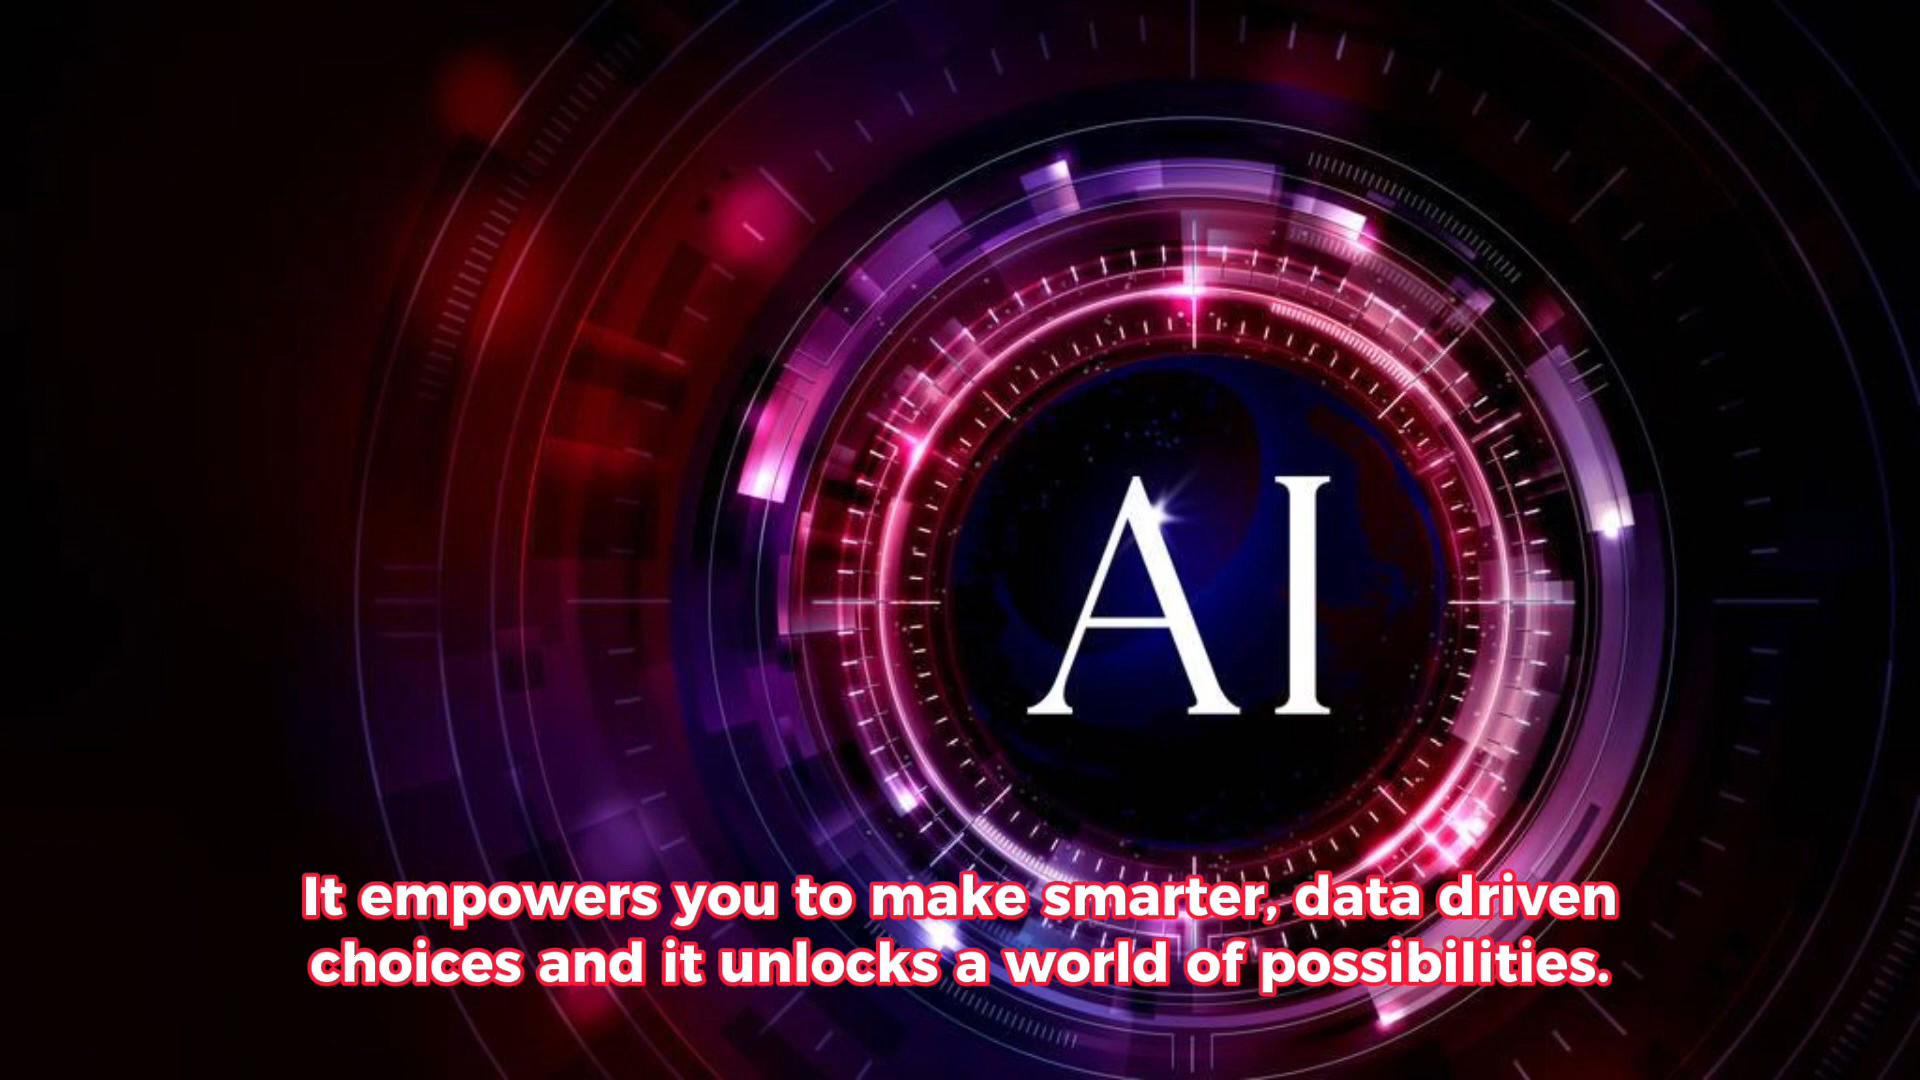 AI
It empowers you to make smarter, data driven
choices and it unlocks a world of possibilities.